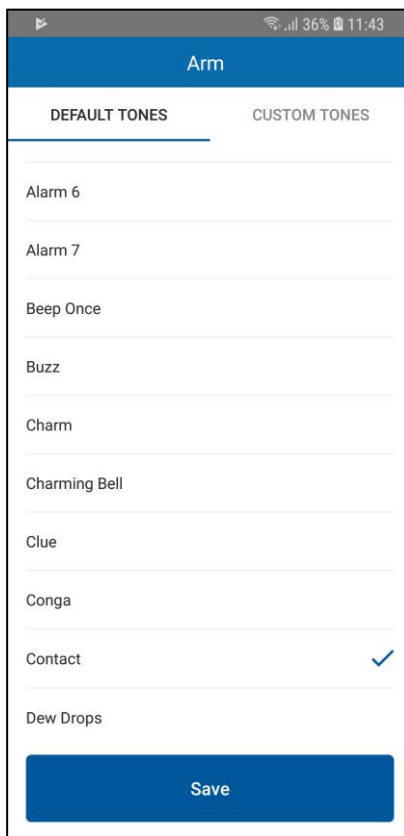 36% 11:43
Arm
DEFAULT TONES CUSTOM TONES
Alarm 6
Alarm 7
Beep Once
Buzz
Charm
Charming Bell
Clue
Conga
Contact
Dew Drops
Save